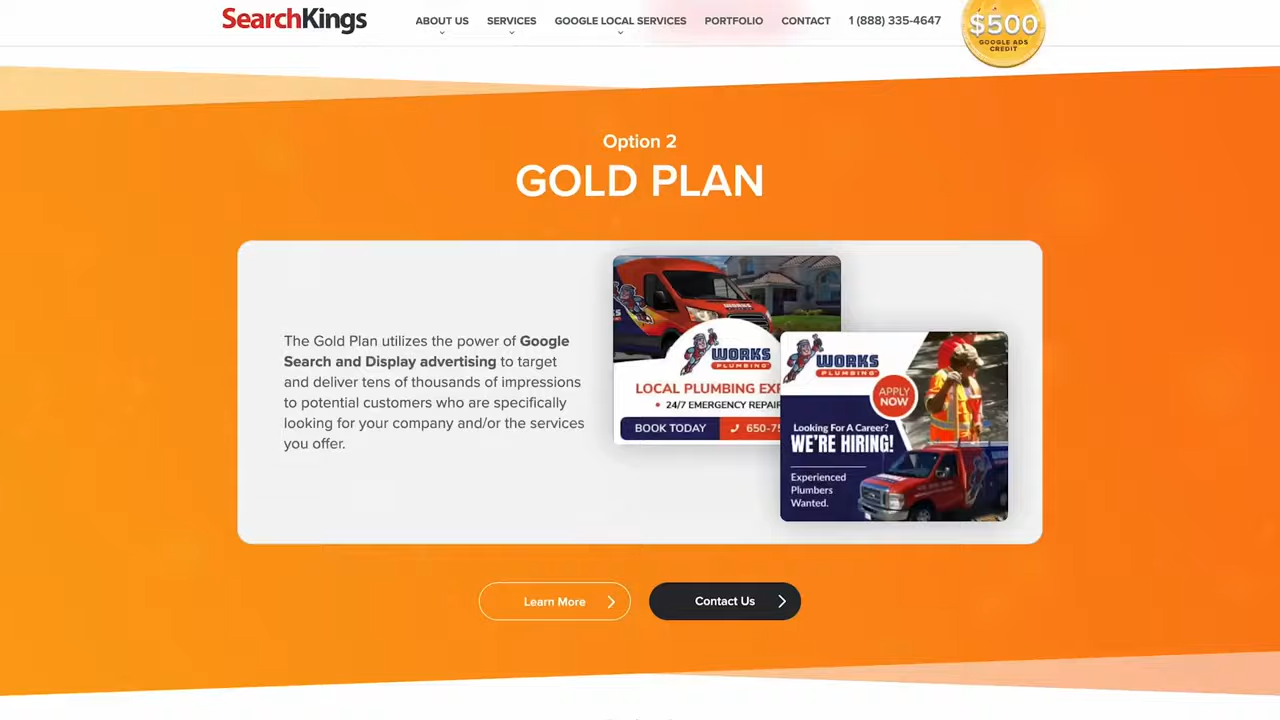 SearchKings
ABOUT US
SERVICES
GOOGLE LOCAL SERVICES
PORTFOLIO
CONTACT
1 (888) 335-4647
$500
GOOGLE ADS
CREDIT
Option 2
GOLD PLAN
The Gold Plan utilizes the power of Google
Search and Display advertising to target
and deliver tens of thousands of impressions
to potential customers who are specifically
looking for your company and/or the services
you offer.
WORKS
PLUMBING
LOCAL PLUMBING EXP
• 24/7 EMERGENCY REPAIR
BOOK TODAY
650-75
WORKS
PLUMBING
APPLY
NOW
Looking For A Career?
WE'RE HIRING!
Experienced
Plumbers
Wanted.
Learn More
Contact Us